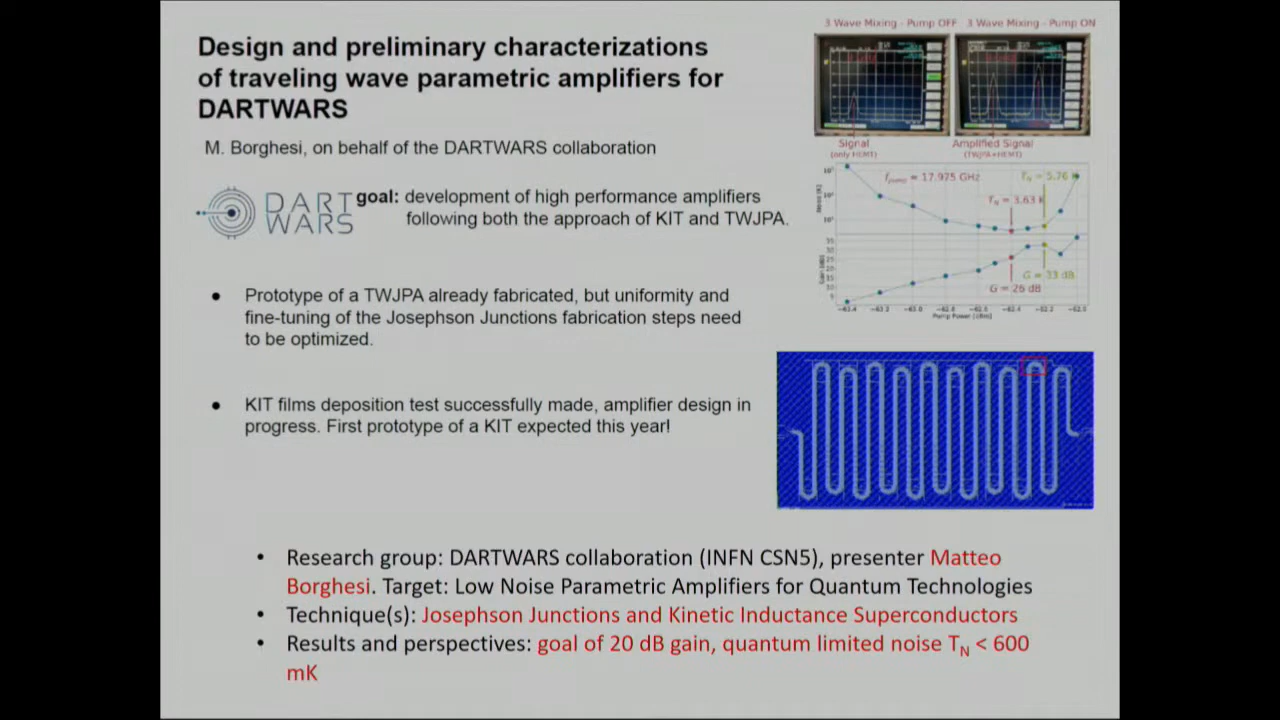 Design and preliminary characterizations
of traveling wave parametric amplifiers for
DARTWARS
M. Borghesi, on behalf of the DARTWARS collaboration
DART
WARS
goal: development of high performance amplifiers
following both the approach of KIT and TWJPA.
• Prototype of a TWJPA already fabricated, but uniformity and
fine-tuning of the Josephson Junctions fabrication steps need
to be optimized.
• KIT films deposition test successfully made, amplifier design in
progress. First prototype of a KIT expected this year!
3 Wave Mixing - Pump OFF
3 Wave Mixing - Pump ON
Signal
(only HEMT)
Amplified Signal
(TWJPA+HEMT)
f_pump = 17.975 GHz
T_N = 5.76 K
T_N = 3.63 K
Noise [K]
G = 33 dB
G = 26 dB
Gain [dB]
Pump Power [dBm]
• Research group: DARTWARS collaboration (INFN CSN5), presenter Matteo
Borghesi. Target: Low Noise Parametric Amplifiers for Quantum Technologies
• Technique(s): Josephson Junctions and Kinetic Inductance Superconductors
• Results and perspectives: goal of 20 dB gain, quantum limited noise T_N < 600
mK